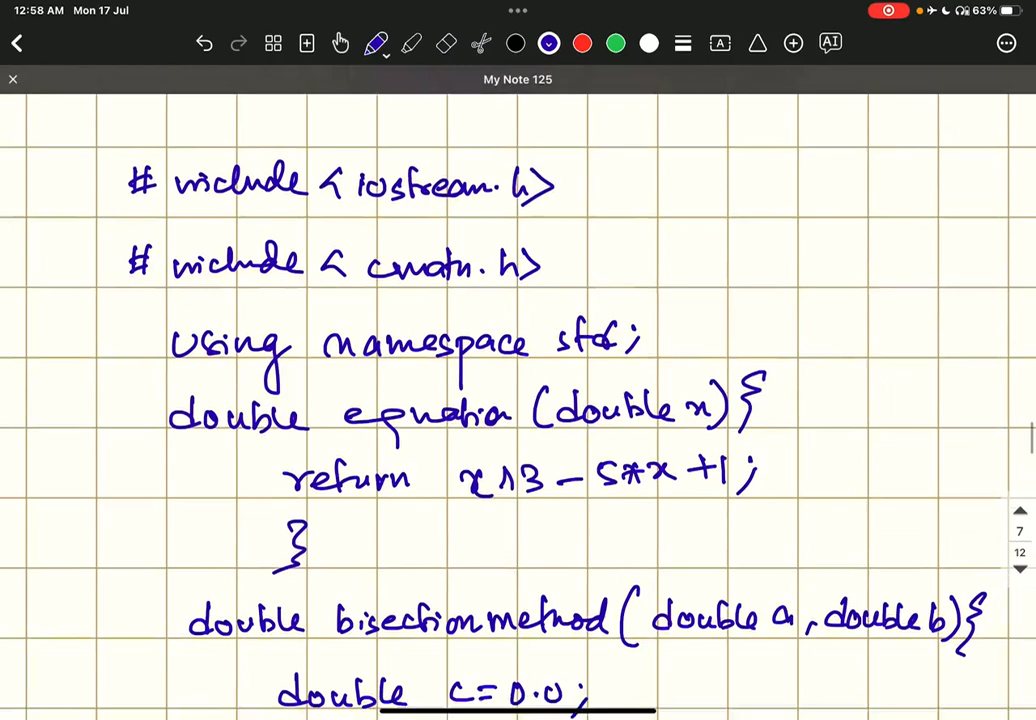 12:58 AM Mon 17 Jul
63%
A
AI
My Note 125
# include < iostream.h>
# include < cmath.h>
using namespace std;
double equation (double x) {
return x^3 - 5*x +1;
}
7
12
double bisectionmethod( double a, double b) {
double c=0.0;